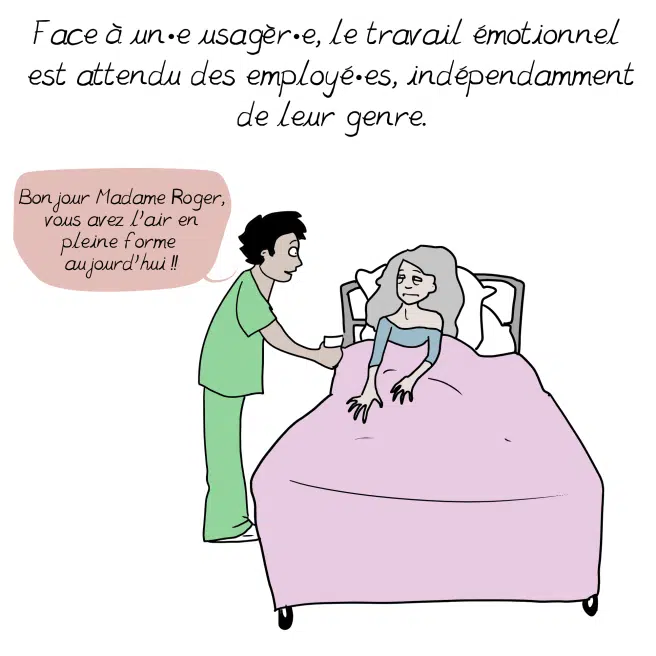 Face à un•e usagèr•e, le travail émotionnel
est attendu des employé•es, indépendamment
de leur genre.
Bonjour Madame Roger,
vous avez l'air en
pleine forme
aujourd'hui !!